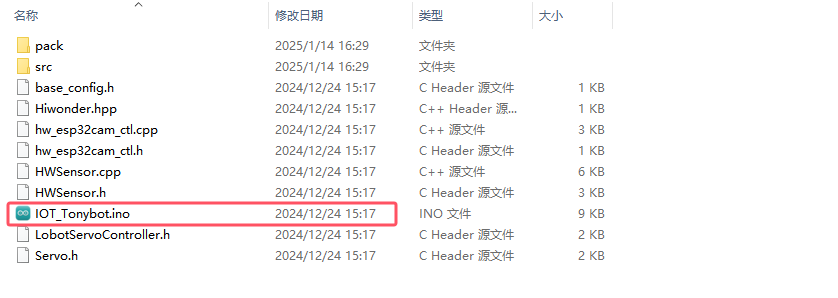 名称 修改日期 类型 大小
pack 2025/1/14 16:29 文件夹
src 2025/1/14 16:29 文件夹
base_config.h 2024/12/24 15:17 C Header 源文件 1 KB
Hiwonder.hpp 2024/12/24 15:17 C++ Header 源... 1 KB
hw_esp32cam_ctl.cpp 2024/12/24 15:17 C++ 源文件 3 KB
hw_esp32cam_ctl.h 2024/12/24 15:17 C Header 源文件 1 KB
HWSensor.cpp 2024/12/24 15:17 C++ 源文件 6 KB
HWSensor.h 2024/12/24 15:17 C Header 源文件 3 KB
IOT_Tonybot.ino 2024/12/24 15:17 INO 文件 9 KB
LobotServoController.h 2024/12/24 15:17 C Header 源文件 2 KB
Servo.h 2024/12/24 15:17 C Header 源文件 2 KB